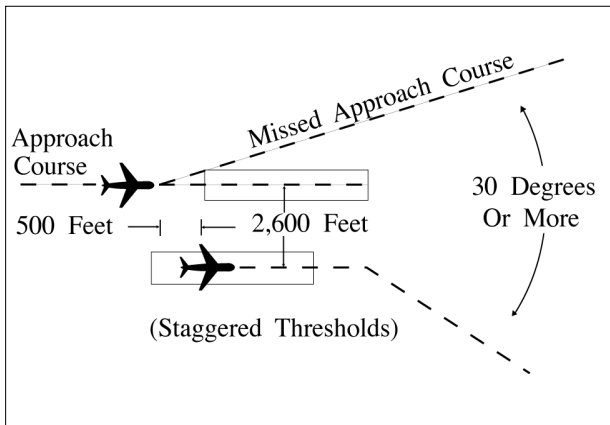 Missed Approach Course
Approach
Course
30 Degrees
Or More
500 Feet
2,600 Feet
(Staggered Thresholds)